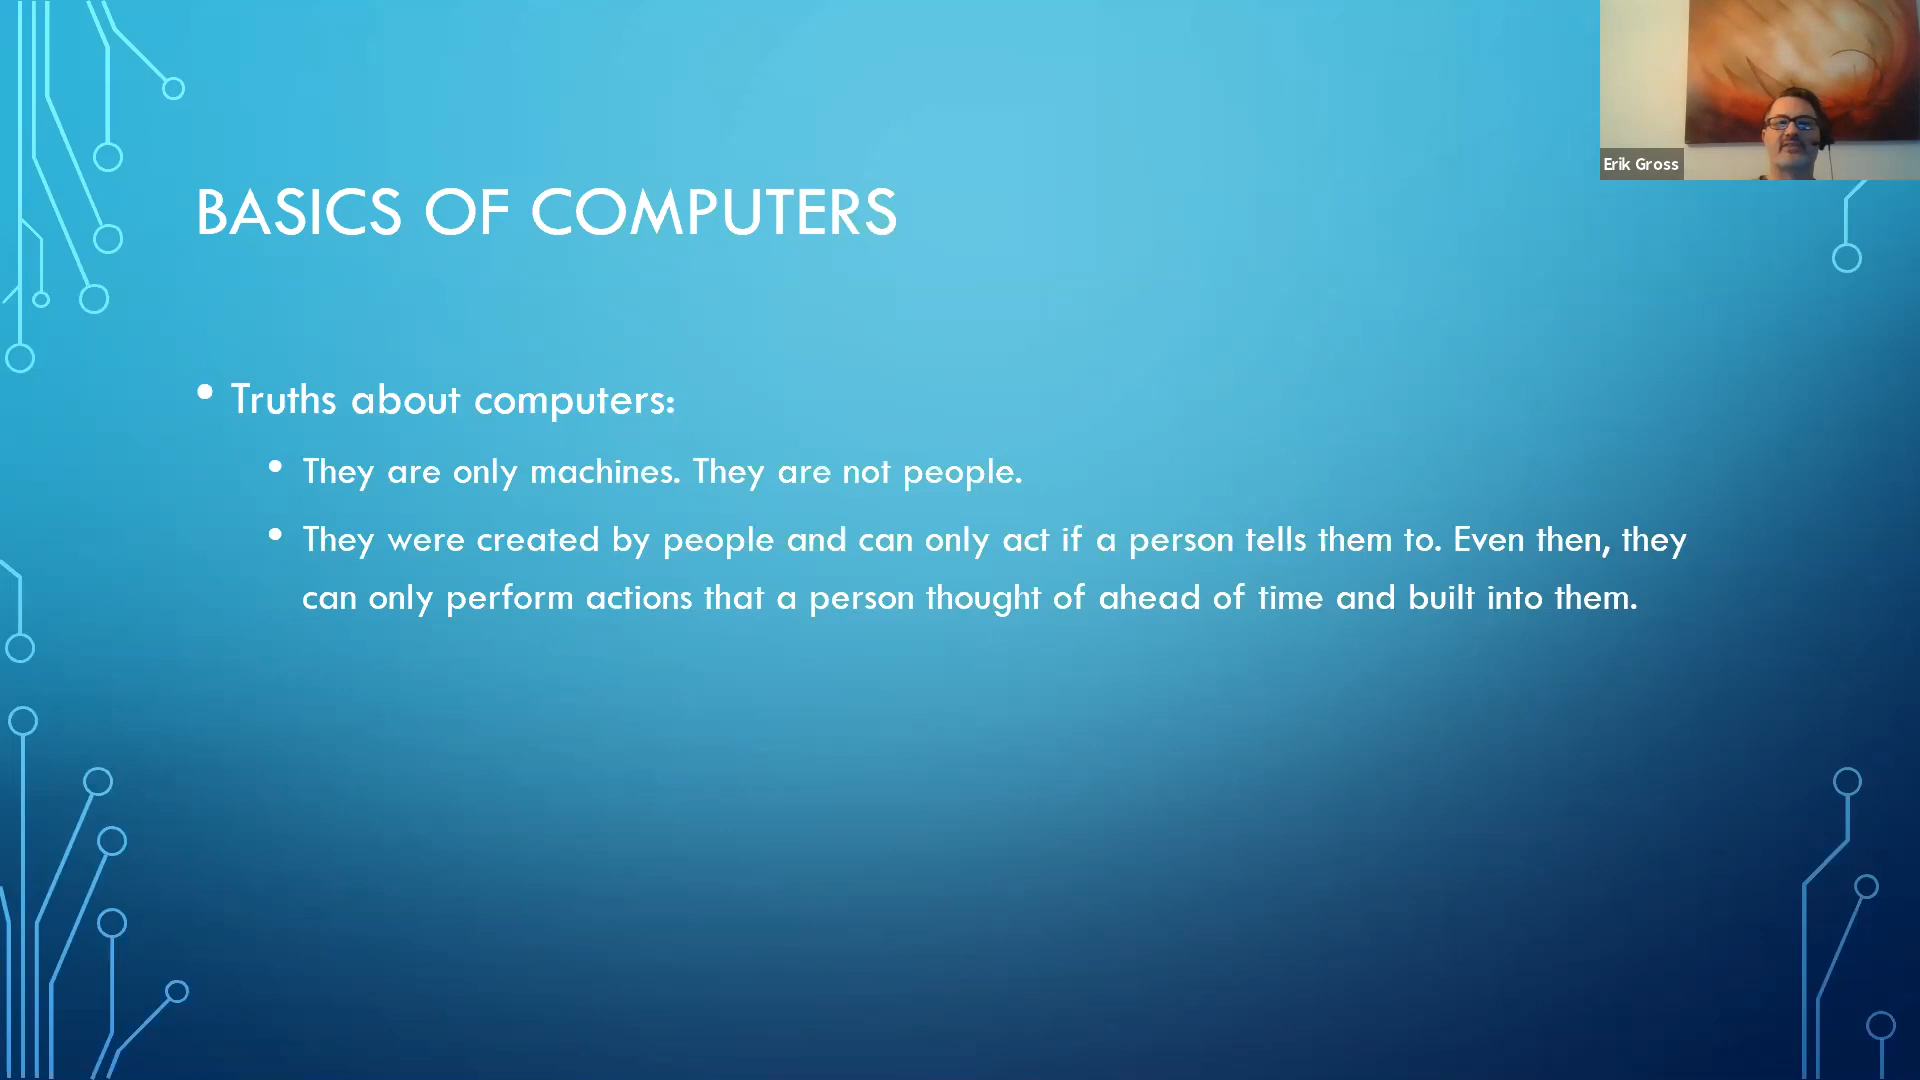 Erik Gross
BASICS OF COMPUTERS
• Truths about computers:
• They are only machines. They are not people.
• They were created by people and can only act if a person tells them to. Even then, they
can only perform actions that a person thought of ahead of time and built into them.